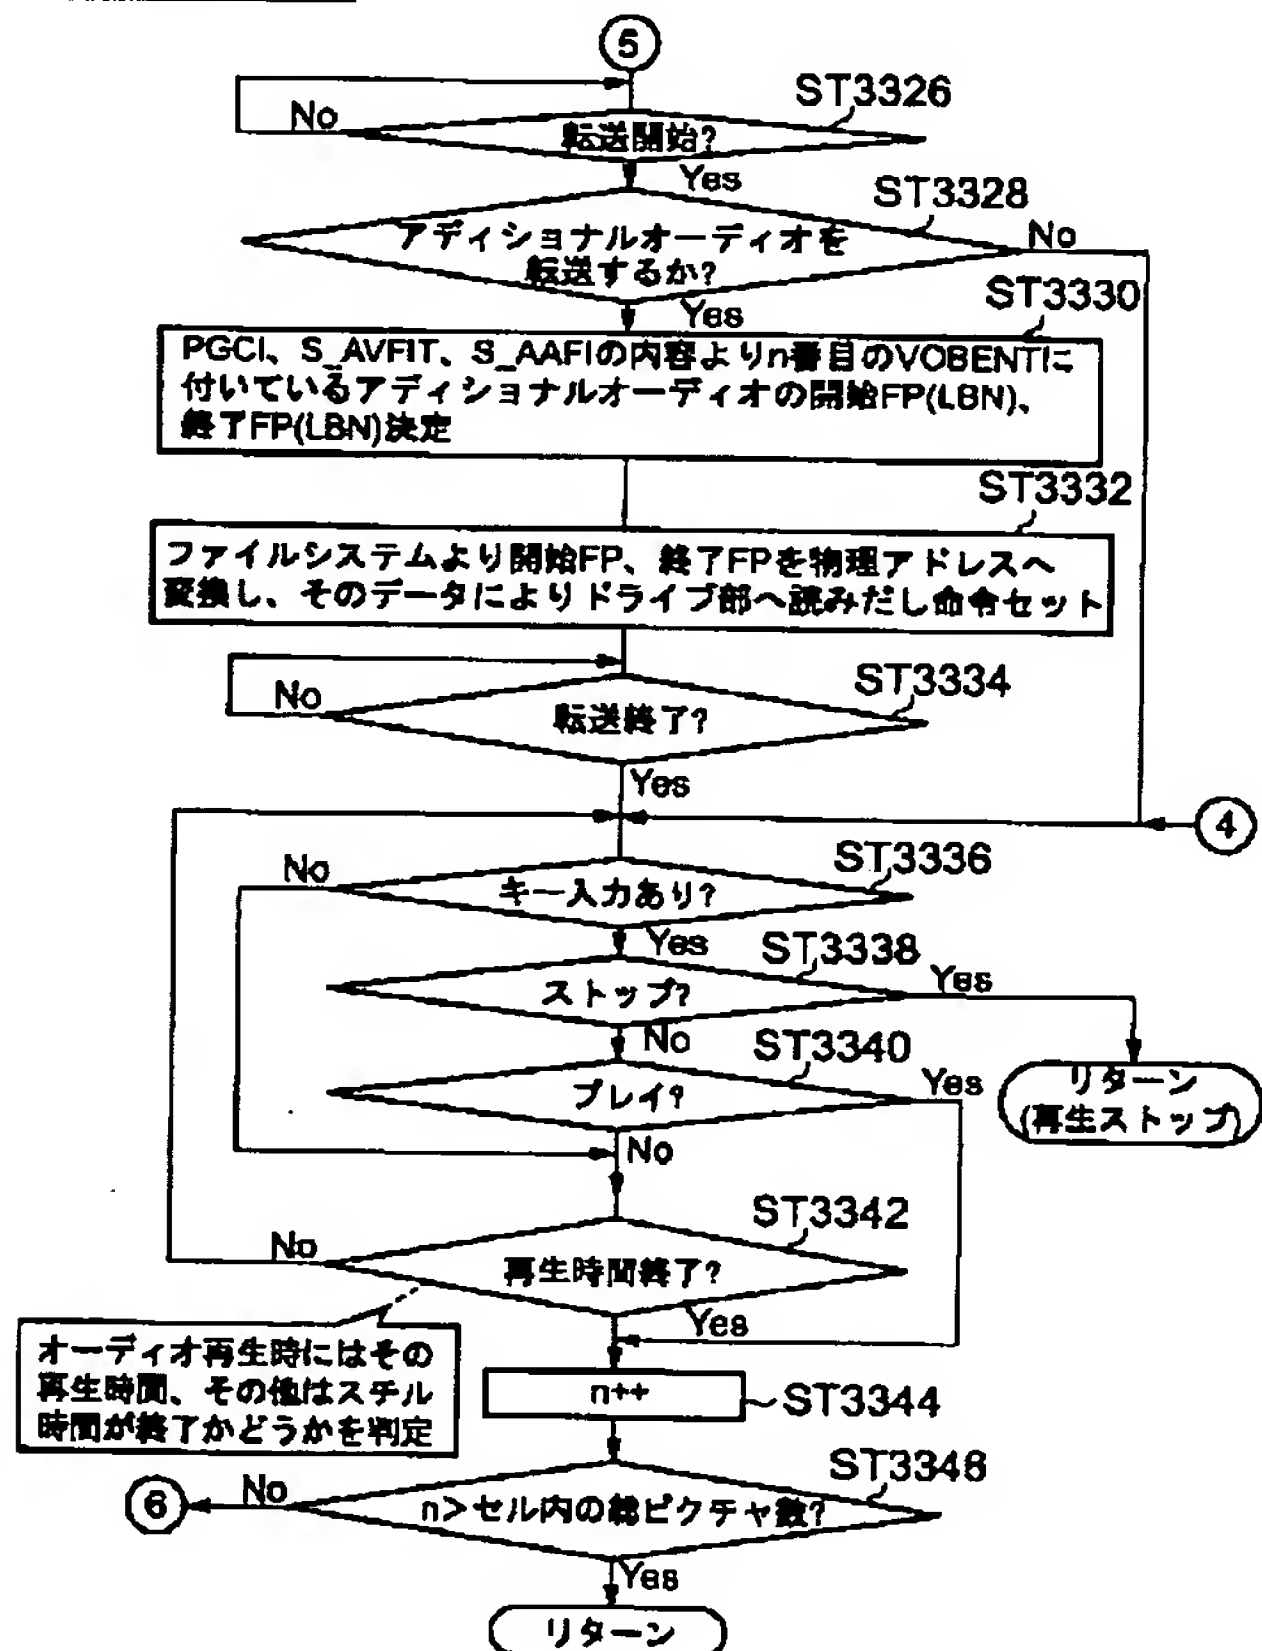 5
ST3326
No
転送開始?
Yes
ST3328
アディショナルオーディオを
転送するか?
No
Yes
ST3330
PGCI、S_AVFIT、S_AAFIの内容よりn番目のVOBENTIに
付いているアディショナルオーディオの開始FP(LBN)、
終了FP(LBN)決定
ST3332
ファイルシステムより開始FP、終了FPを物理アドレスへ
変換し、そのデータによりドライブ部へ読みだし命令セット
ST3334
No
転送終了?
Yes
4
ST3336
No
キー入力あり?
Yes
ST3338
ストップ?
Yes
No
ST3340
プレイ?
Yes
リターン
(再生ストップ)
No
ST3342
No
再生時間終了?
Yes
オーディオ再生時にはその
再生時間、その他はスチル
時間が終了かどうかを判定
n++
ST3344
ST3346
6
No
n>セル内の総ピクチャ数?
Yes
リターン